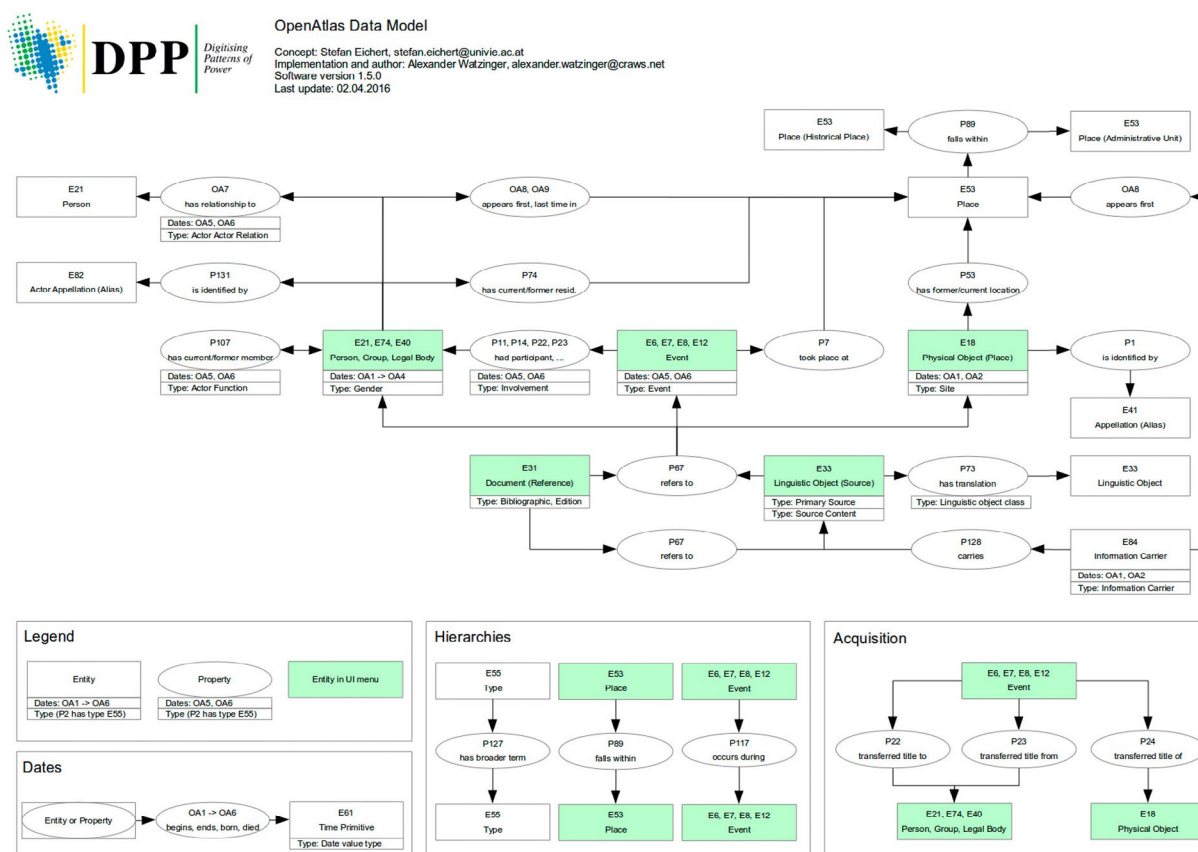 DPP
Digitising
Patterns of
Power
OpenAtlas Data Model
Concept: Stefan Eichert, stefan.eichert@univie.ac.at
Implementation and author: Alexander Watzinger, alexander.watzinger@craws.net
Software version 1.5.0
Last update: 02.04.2016
E53
Place (Historical Place)
P89
falls within
E53
Place (Administrative Unit)
E21
Person
OA7
has relationship to
Dates: OA5, OA6
Type: Actor Actor Relation
OA8, OA9
appears first, last time in
E53
Place
OA8
appears first
E82
Actor Appellation (Alias)
P131
is identified by
P74
has current/former resid.
P53
has former/current location
P107
has current/former member
Dates: OA5, OA6
Type: Actor Function
E21, E74, E40
Person, Group, Legal Body
Dates: OA1 -> OA4
Type: Gender
P11, P14, P22, P23
had participant, ...
Dates: OA5, OA6
Type: Involvement
E6, E7, E8, E12
Event
Dates: OA5, OA6
Type: Event
P7
took place at
E18
Physical Object (Place)
Dates: OA1, OA2
Type: Site
P1
is identified by
E41
Appellation (Alias)
E31
Document (Reference)
Type: Bibliographic, Edition
P67
refers to
E33
Linguistic Object (Source)
Type: Primary Source
Type: Source Content
P73
has translation
Type: Linguistic object class
E33
Linguistic Object
P67
refers to
P128
carries
E84
Information Carrier
Dates: OA1, OA2
Type: Information Carrier
Legend
Entity
Dates: OA1 -> OA6
Type (P2 has type E55)
Property
Dates: OA5, OA6
Type (P2 has type E55)
Entity in UI menu
Dates
Entity or Property
OA1 -> OA6
begins, ends, born, died
E61
Time Primitive
Type: Date value type
Hierarchies
E55
Type
E53
Place
E6, E7, E8, E12
Event
P127
has broader term
P89
falls within
P117
occurs during
E55
Type
E53
Place
E6, E7, E8, E12
Event
Acquisition
E6, E7, E8, E12
Event
P22
transferred title to
P23
transferred title from
P24
transferred title of
E21, E74, E40
Person, Group, Legal Body
E18
Physical Object